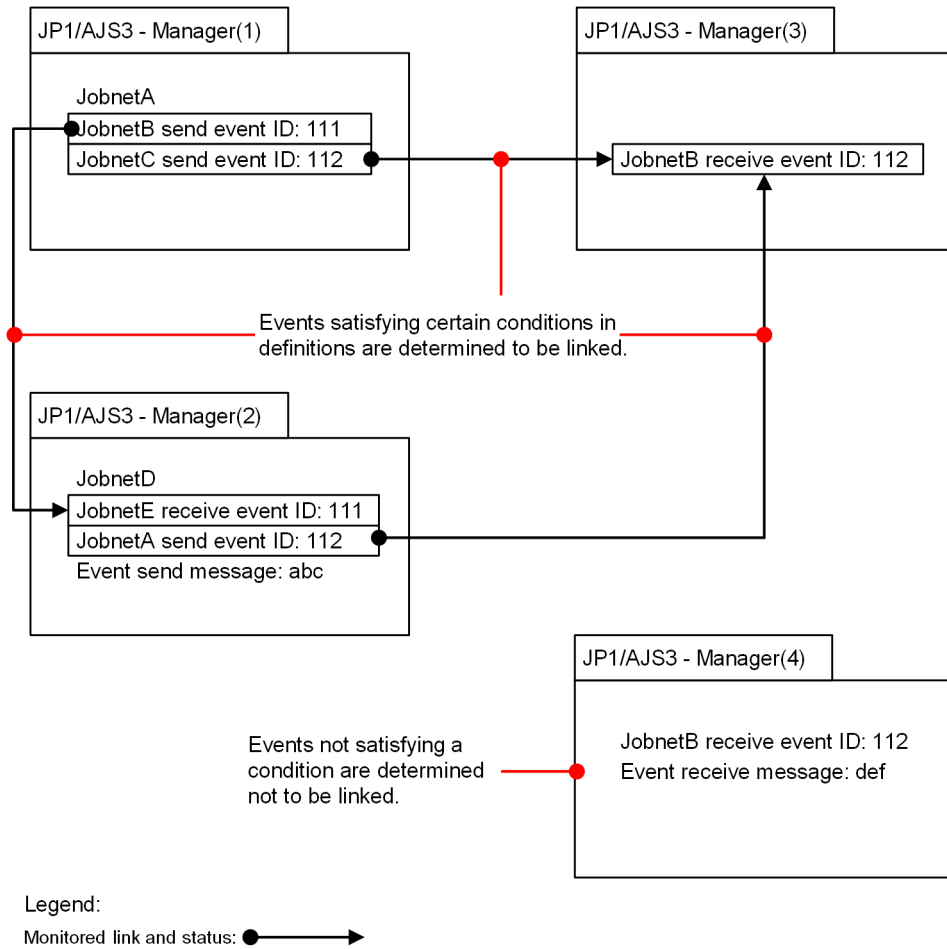 JP1/AJS3 - Manager(1)
JobnetA
JobnetB send event ID: 111
JobnetC send event ID: 112
JP1/AJS3 - Manager(3)
JobnetB receive event ID: 112
Events satisfying certain conditions in
definitions are determined to be linked.
JP1/AJS3 - Manager(2)
JobnetD
JobnetE receive event ID: 111
JobnetA send event ID: 112
Event send message: abc
JP1/AJS3 - Manager(4)
JobnetB receive event ID: 112
Event receive message: def
Events not satisfying a
condition are determined
not to be linked.
Legend:
Monitored link and status: